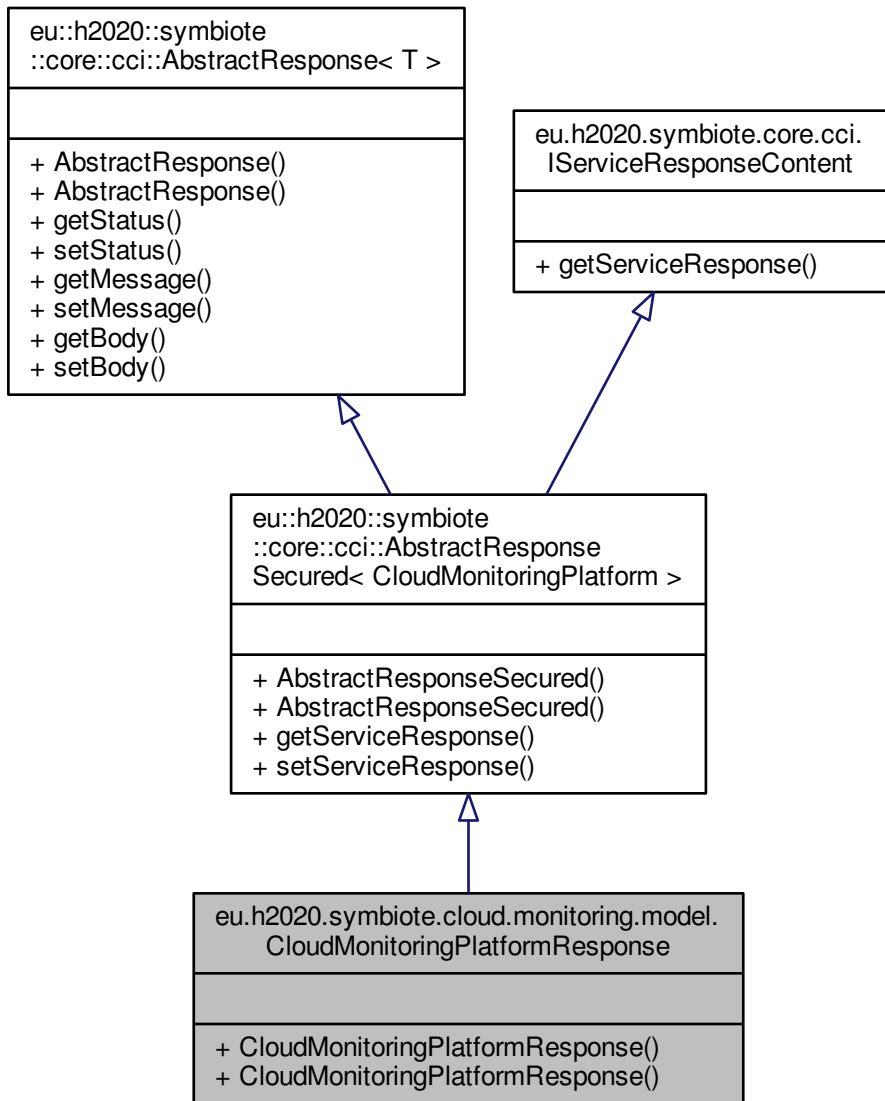 eu::h2020::symbiote
::core::cci::AbstractResponse< T >
+ AbstractResponse()
+ AbstractResponse()
+ getStatus()
+ setStatus()
+ getMessage()
+ setMessage()
+ getBody()
+ setBody()
eu.h2020.symbiote.core.cci.
IServiceResponseContent
+ getServiceResponse()
eu::h2020::symbiote
::core::cci::AbstractResponse
Secured< CloudMonitoringPlatform >
+ AbstractResponseSecured()
+ AbstractResponseSecured()
+ getServiceResponse()
+ setServiceResponse()
eu.h2020.symbiote.cloud.monitoring.model.
CloudMonitoringPlatformResponse
+ CloudMonitoringPlatformResponse()
+ CloudMonitoringPlatformResponse()